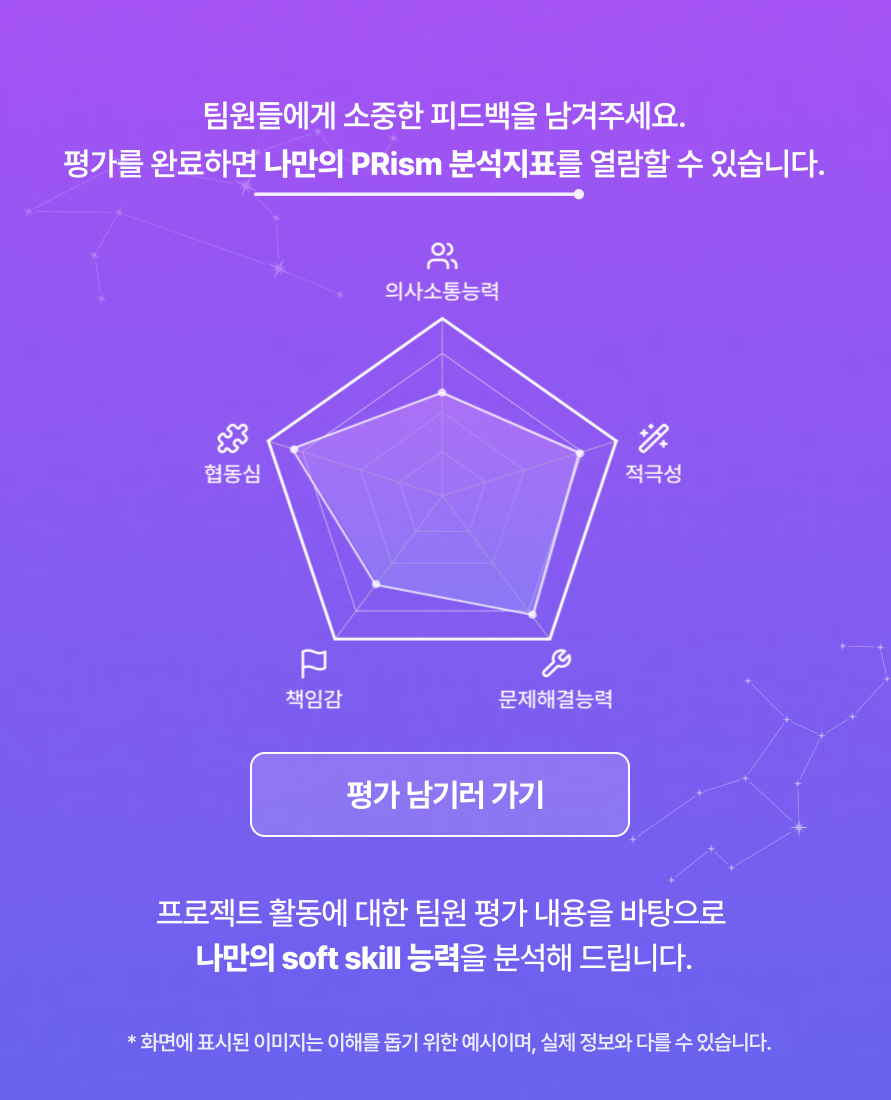 팀원들에게 소중한 피드백을 남겨주세요.
평가를 완료하면 나만의 PRism 분석지표를 열람할 수 있습니다.
의사소통능력
협동심
적극성
책임감
문제해결능력
평가 남기러 가기
프로젝트 활동에 대한 팀원 평가 내용을 바탕으로
나만의 soft skill 능력을 분석해 드립니다.
* 화면에 표시된 이미지는 이해를 돕기 위한 예시이며, 실제 정보와 다를 수 있습니다.